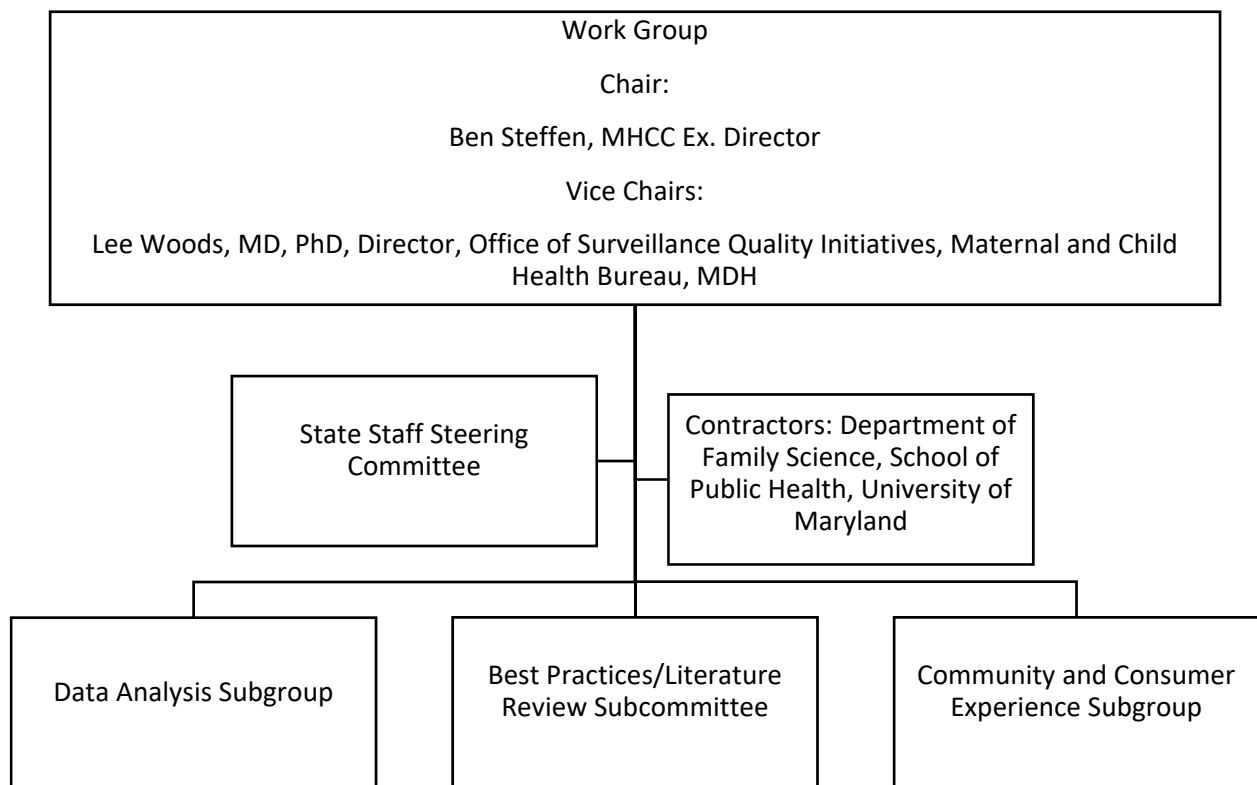 Work Group
Chair:
Ben Steffen, MHCC Ex. Director
Vice Chairs:
Lee Woods, MD, PhD, Director, Office of Surveillance Quality Initiatives, Maternal and Child
Health Bureau, MDH
State Staff Steering
Committee
Contractors: Department of
Family Science, School of
Public Health, University of
Maryland
Data Analysis Subgroup
Best Practices/Literature
Review Subcommittee
Community and Consumer
Experience Subgroup